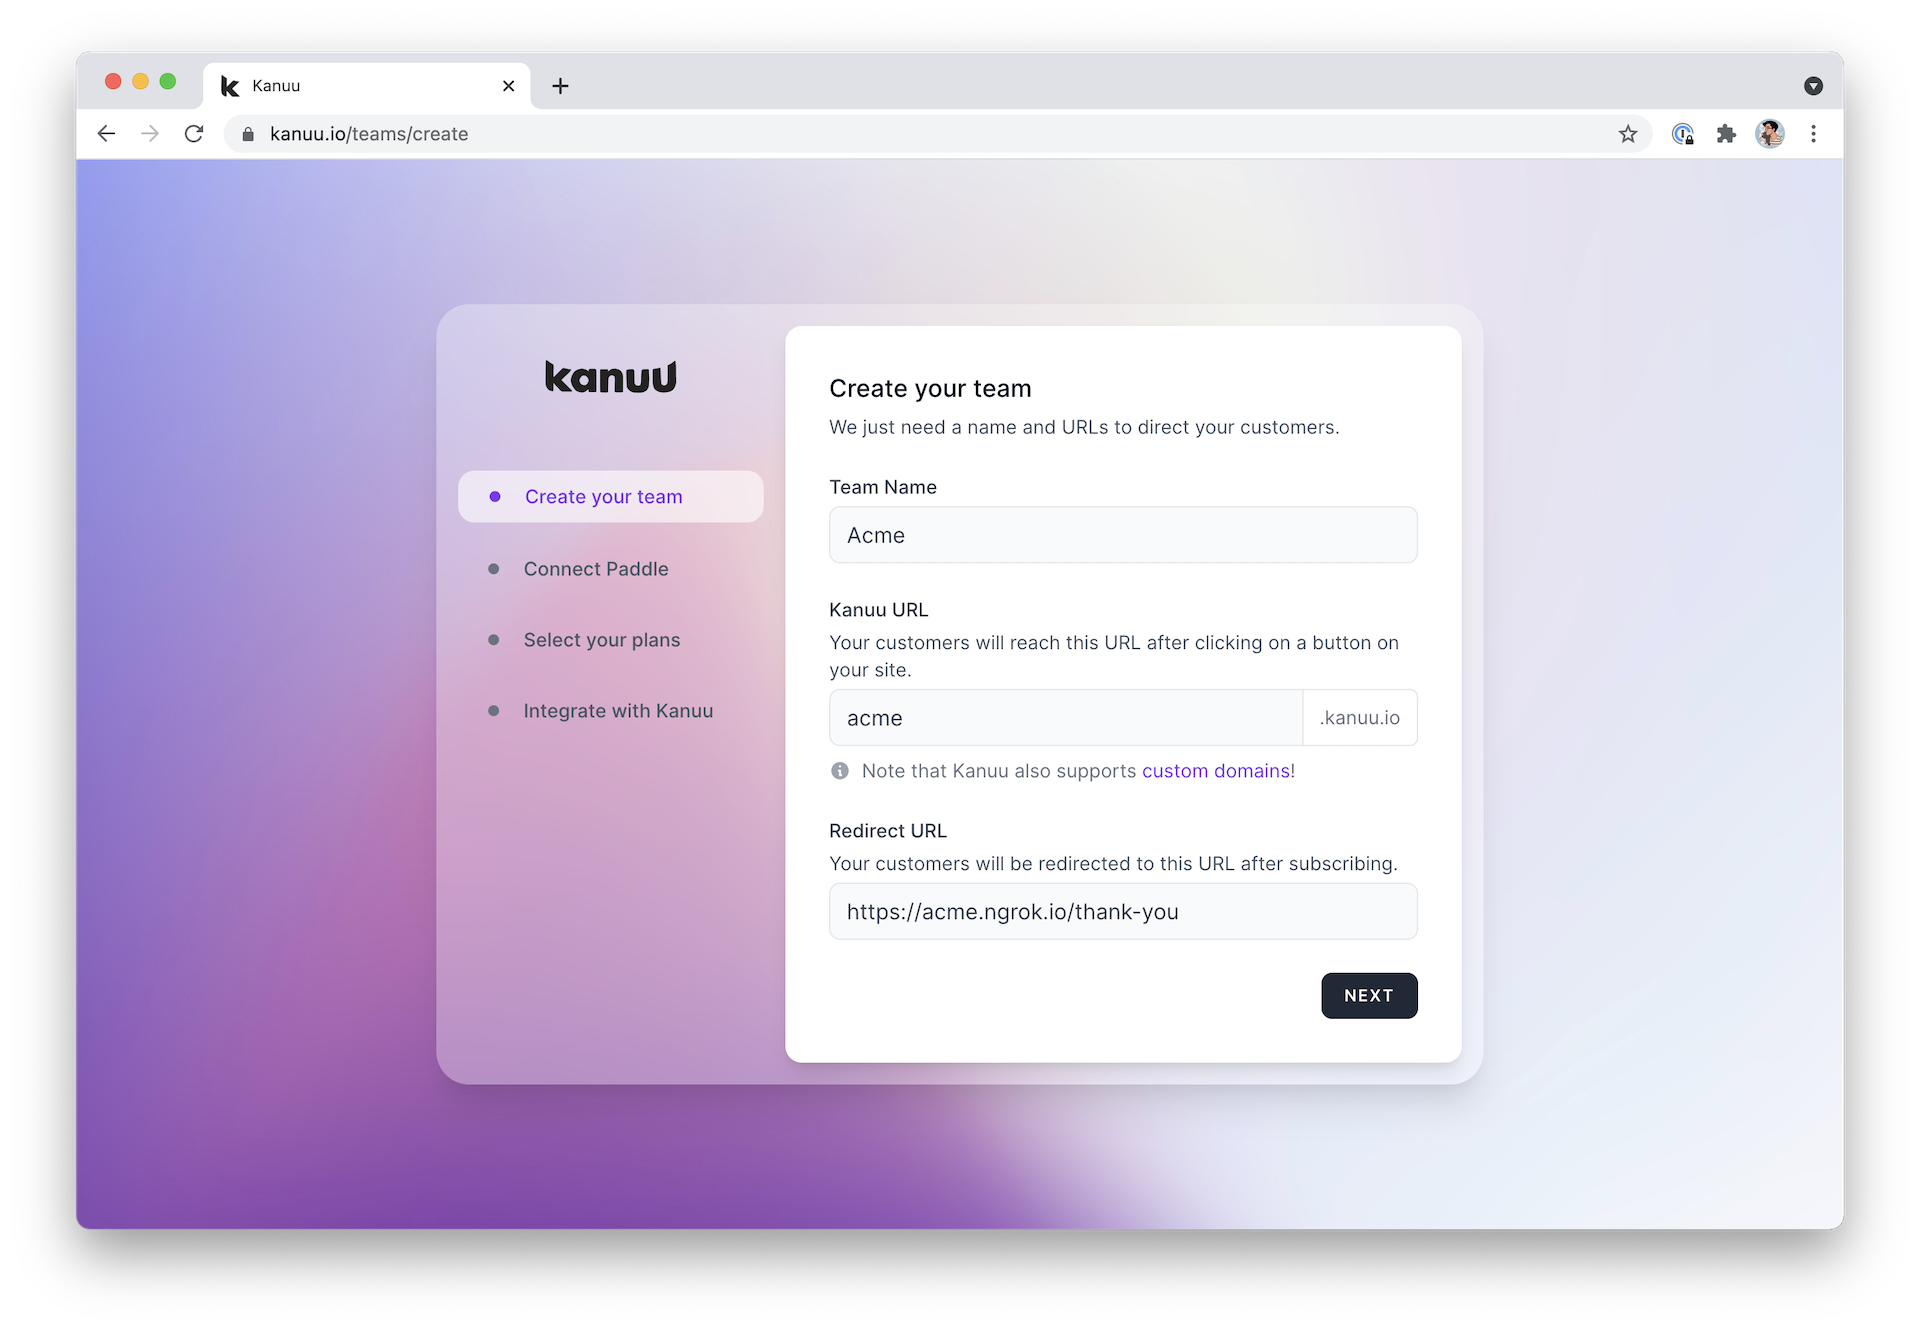 Kanuu
kanuu.io/teams/create
kanuu
Create your team
Connect Paddle
Select your plans
Integrate with Kanuu
Create your team
We just need a name and URLs to direct your customers.
Team Name
Acme
Kanuu URL
Your customers will reach this URL after clicking on a button on
your site.
acme
.kanuu.io
Note that Kanuu also supports custom domains!
Redirect URL
Your customers will be redirected to this URL after subscribing.
https://acme.ngrok.io/thank-you
NEXT